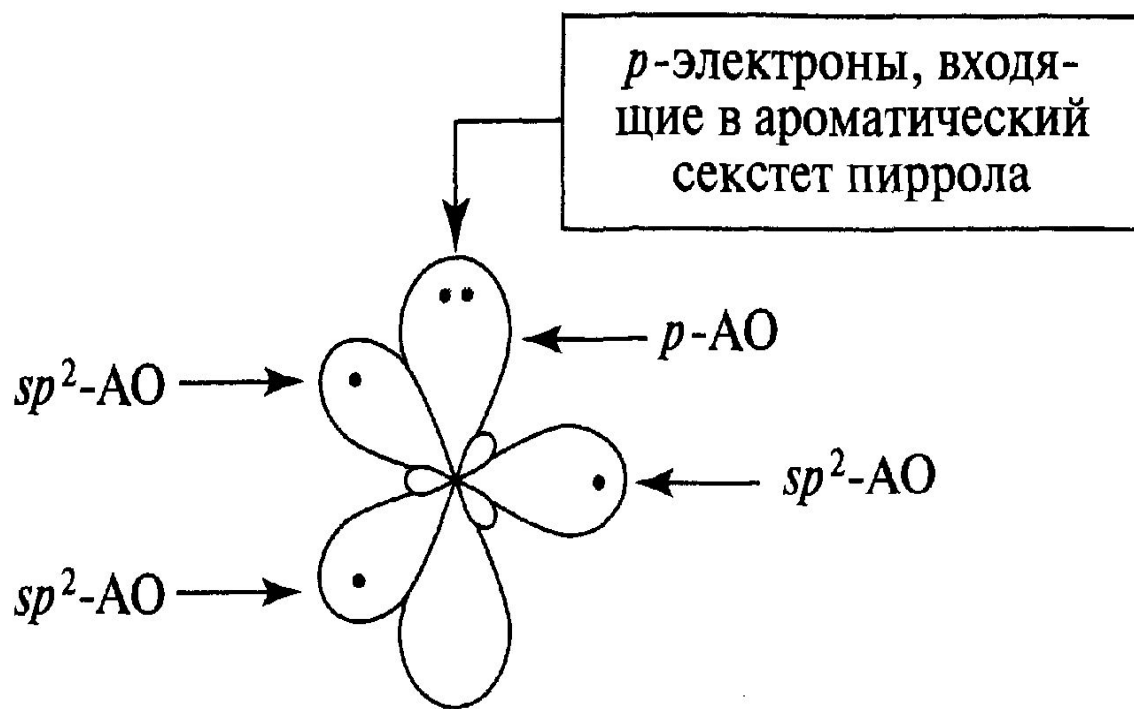 p-электроны, входя-
щие в ароматический
секстет пиррола
p-АО
sp²-АО
sp²-АО
sp²-АО